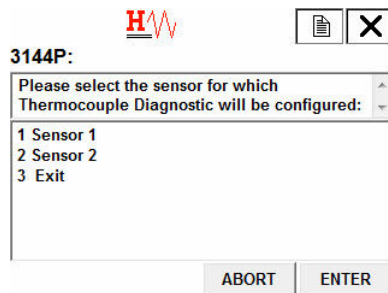 H
3144P:
Please select the sensor for which
Thermocouple Diagnostic will be configured:
1 Sensor 1
2 Sensor 2
3 Exit
ABORT ENTER